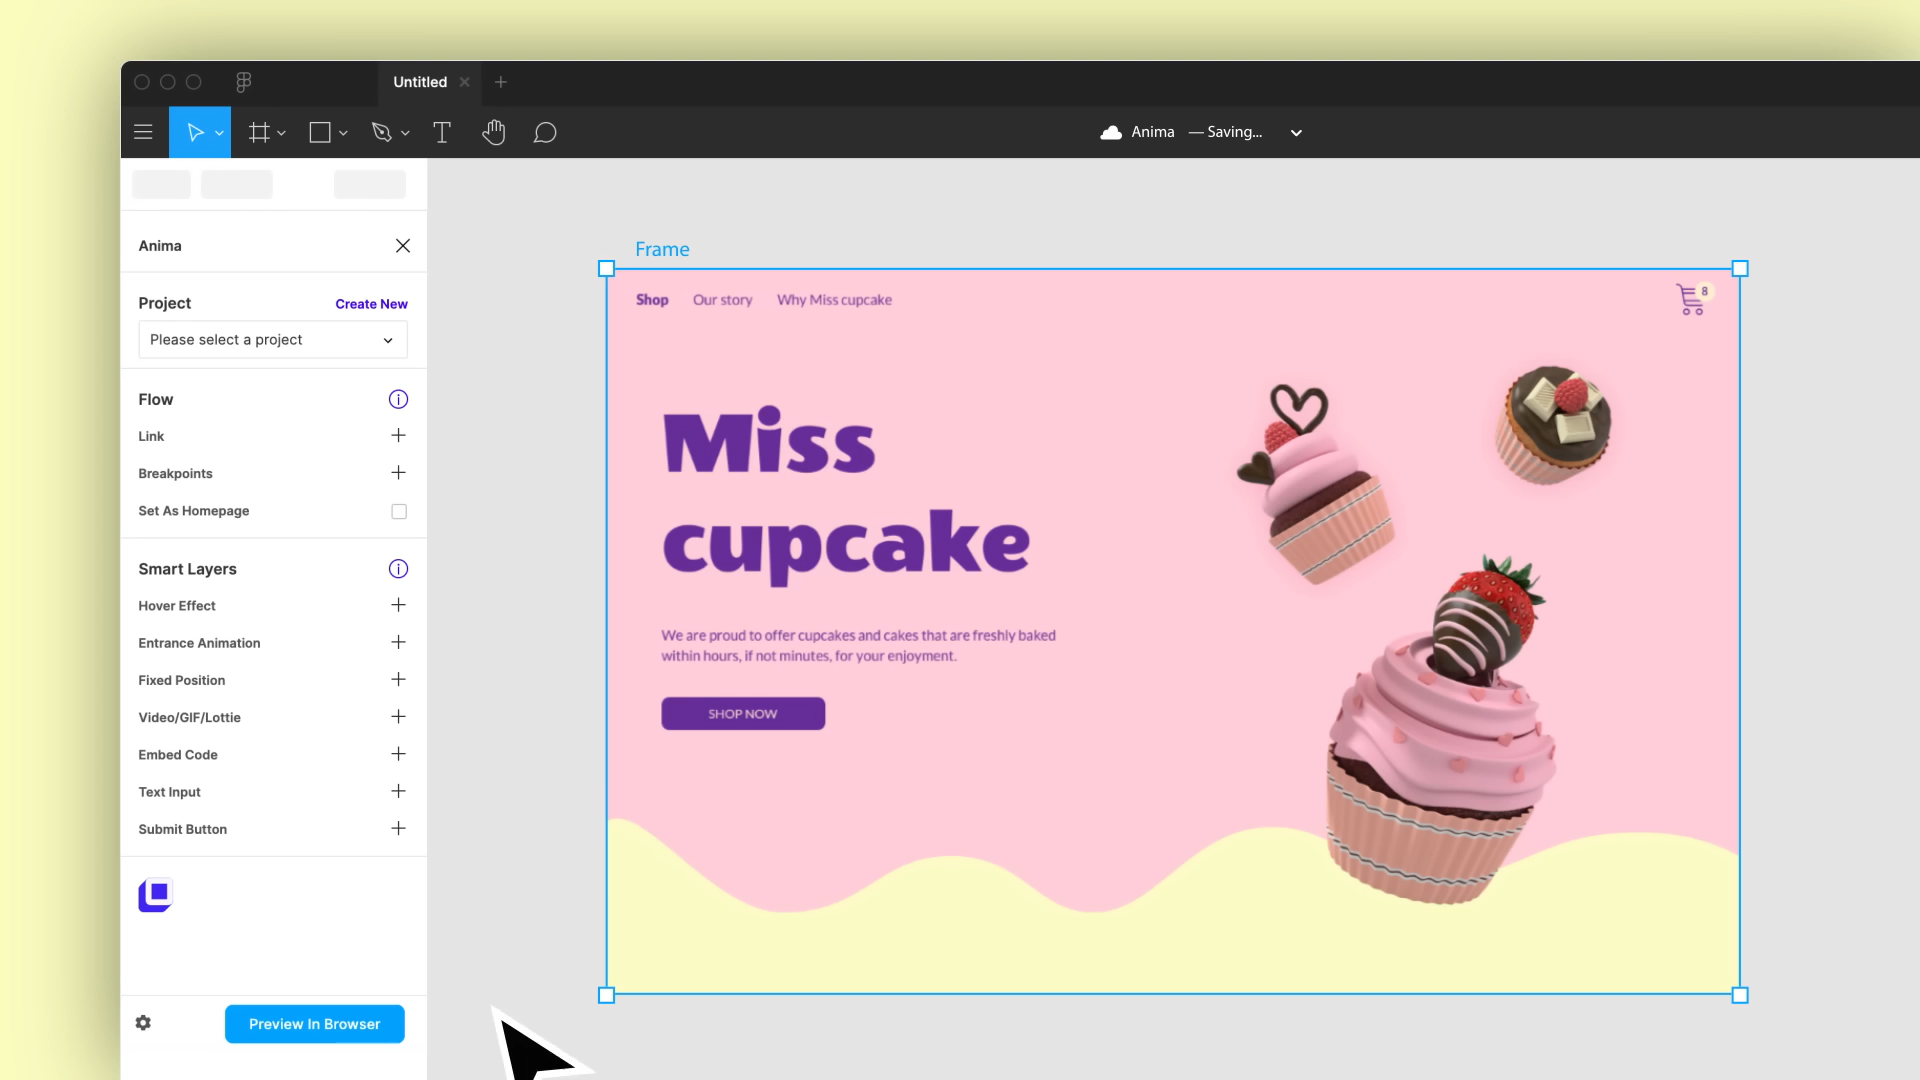 Untitled
Anima — Saving...
Anima
Project
Create New
Please select a project
Flow
Link
Breakpoints
Set As Homepage
Smart Layers
Hover Effect
Entrance Animation
Fixed Position
Video/GIF/Lottie
Embed Code
Text Input
Submit Button
Preview In Browser
Frame
Shop
Our story
Why Miss cupcake
8
Miss
cupcake
We are proud to offer cupcakes and cakes that are freshly baked
within hours, if not minutes, for your enjoyment.
SHOP NOW